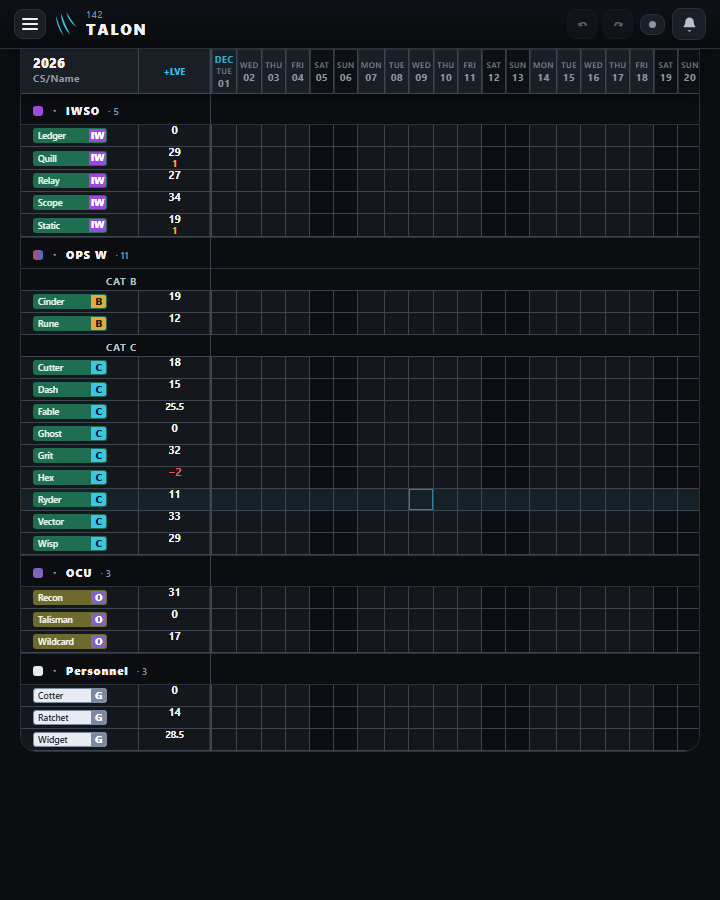 142
TALON
2026
CS/Name
+LVE
DEC
TUE 01
WED 02
THU 03
FRI 04
SAT 05
SUN 06
MON 07
TUE 08
WED 09
THU 10
FRI 11
SAT 12
SUN 13
MON 14
TUE 15
WED 16
THU 17
FRI 18
SAT 19
SUN 20
· IWSO · 5
Ledger IW 0
Quill IW 29
1
Relay IW 27
Scope IW 34
Static IW 19
1
· OPS W · 11
CAT B
Cinder B 19
Rune B 12
CAT C
Cutter C 18
Dash C 15
Fable C 25.5
Ghost C 0
Grit C 32
Hex C −2
Ryder C 11
Vector C 33
Wisp C 29
· OCU · 3
Recon O 31
Talisman O 0
Wildcard O 17
· Personnel · 3
Cotter G 0
Ratchet G 14
Widget G 28.5